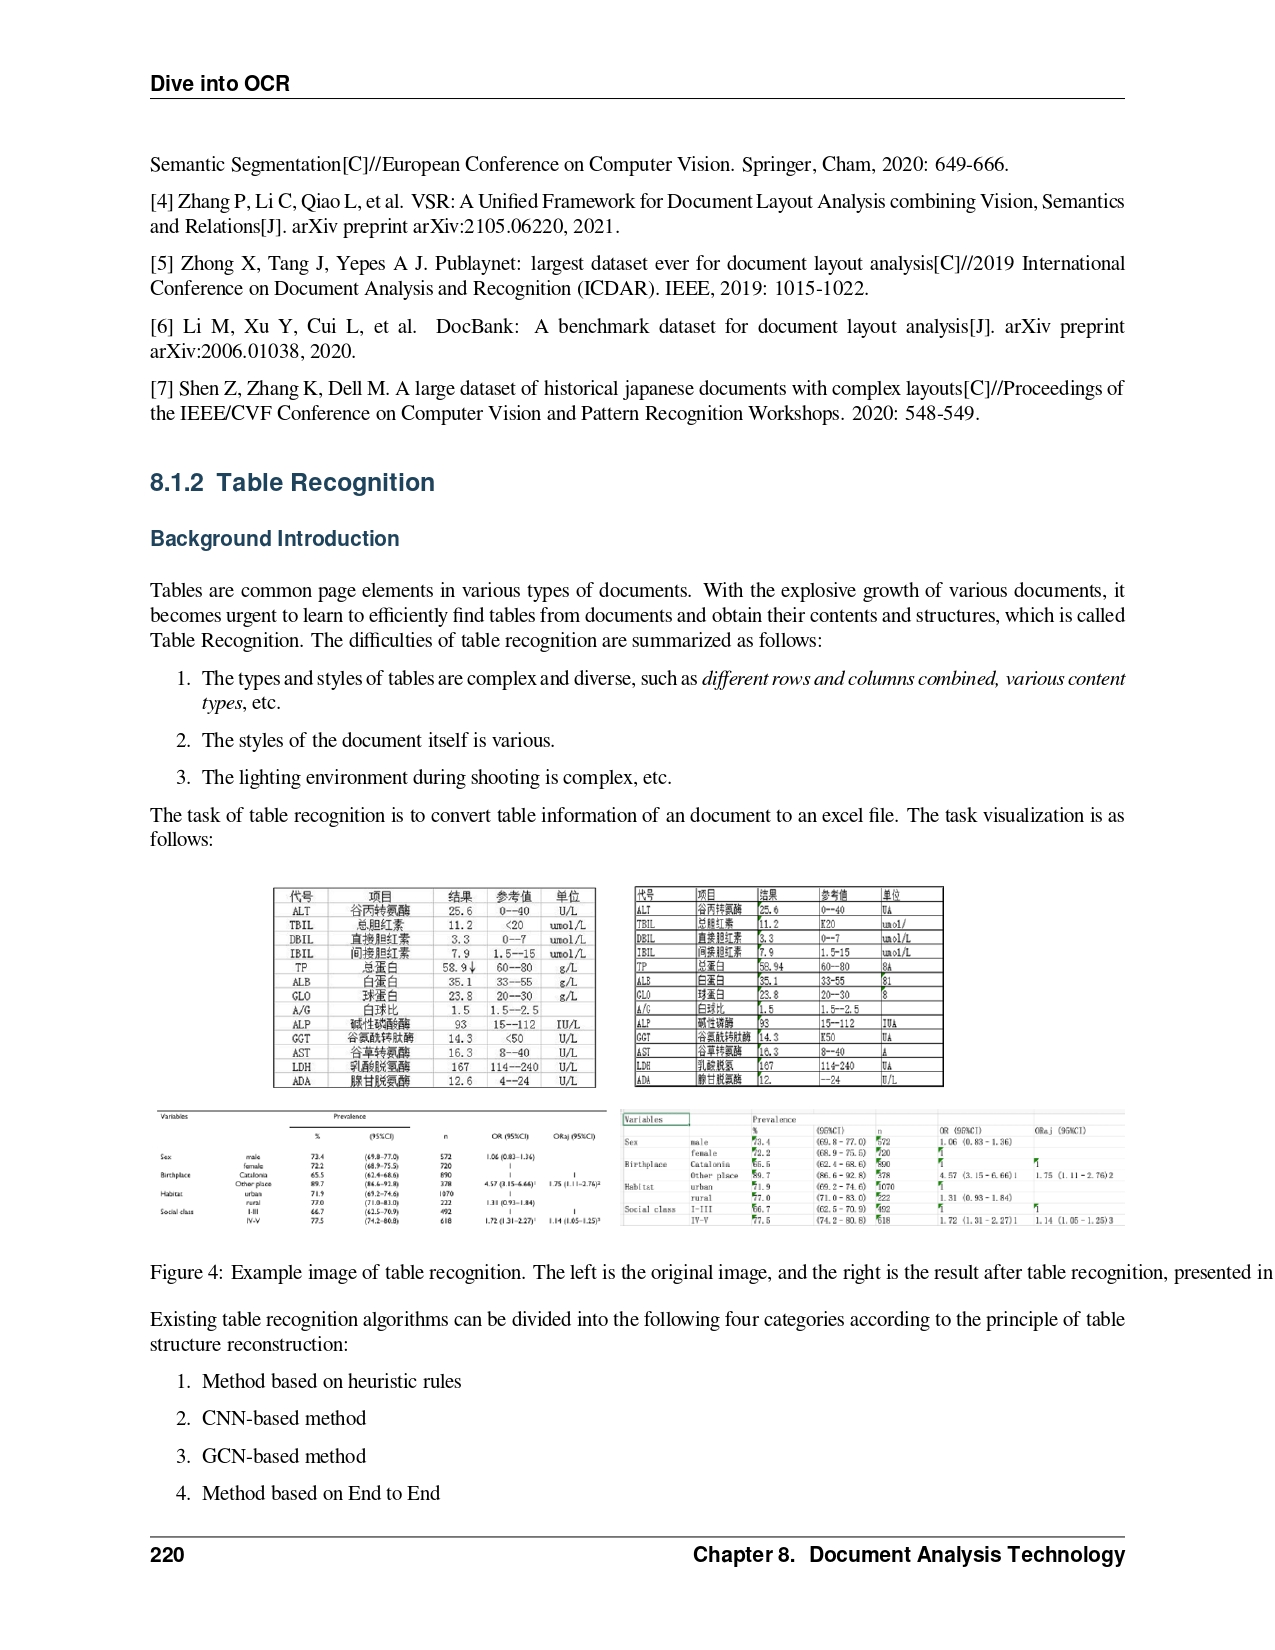 Dive into OCR
Semantic Segmentation[C]//European Conference on Computer Vision. Springer, Cham, 2020: 649-666.
[4] Zhang P, Li C, Qiao L, et al. VSR: A Unified Framework for Document Layout Analysis combining Vision, Semantics
and Relations[J]. arXiv preprint arXiv:2105.06220, 2021.
[5] Zhong X, Tang J, Yepes A J. Publaynet: largest dataset ever for document layout analysis[C]//2019 International
Conference on Document Analysis and Recognition (ICDAR). IEEE, 2019: 1015-1022.
[6] Li M, Xu Y, Cui L, et al. DocBank: A benchmark dataset for document layout analysis[J]. arXiv preprint
arXiv:2006.01038, 2020.
[7] Shen Z, Zhang K, Dell M. A large dataset of historical japanese documents with complex layouts[C]//Proceedings of
the IEEE/CVF Conference on Computer Vision and Pattern Recognition Workshops. 2020: 548-549.
8.1.2 Table Recognition
Background Introduction
Tables are common page elements in various types of documents. With the explosive growth of various documents, it
becomes urgent to learn to efficiently find tables from documents and obtain their contents and structures, which is called
Table Recognition. The difficulties of table recognition are summarized as follows:
1. The types and styles of tables are complex and diverse, such as different rows and columns combined, various content
types, etc.
2. The styles of the document itself is various.
3. The lighting environment during shooting is complex, etc.
The task of table recognition is to convert table information of an document to an excel file. The task visualization is as
follows:
代号 项目 结果 参考值 单位
ALT 谷丙转氨酶 25.6 0--40 U/L
TBIL 总胆红素 11.2 <20 umol/L
DBIL 直接胆红素 3.3 0--7 umol/L
IBIL 间接胆红素 7.9 1.5--15 umol/L
TP 总蛋白 58.9↓ 60--80 g/L
ALB 白蛋白 35.1 33--55 g/L
GLO 球蛋白 23.8 20--30 g/L
A/G 白球比 1.5 1.5--2.5
ALP 碱性磷酸酶 93 15--112 IU/L
GGT 谷氨酰转肽酶 14.3 <50 U/L
AST 谷草转氨酶 16.3 8--40 U/L
LDH 乳酸脱氢酶 167 114--240 U/L
ADA 腺甘脱氨酶 12.6 4--24 U/L
代号 项目 结果 参考值 单位
ALT 谷丙转氨酶 25.6 0--40 UA
TBIL 总胆红素 11.2 K20 umol/
DBIL 直接胆红素 3.3 0--7 umol/L
IBIL 间接胆红素 7.9 1.5-15 umol/L
TP 总蛋白 58.94 60--80 8A
ALB 白蛋白 35.1 33-55 81
GLO 球蛋白 23.8 20--30 8
A/G 白球比 1.5 1.5--2.5
ALP 碱性磷酶 93 15--112 IUA
GGT 谷氨酰转肽酶 14.3 K50 UA
AST 谷草转氨酶 16.3 8--40 A
LDH 乳酸脱氢 167 114-240 UA
ADA 腺甘脱氨酶 12. --24 U/L
Variables Prevalence
% (95%CI) n OR (95%CI) ORaj (95%CI)
Sex male 73.4 (69.8–77.0) 572 1.06 (0.83–1.36)
female 72.2 (68.9–75.5) 720 1
Birthplace Catalonia 65.5 (62.4–68.6) 890 1 1
Other place 89.7 (86.6–92.8) 378 4.57 (3.15–6.66)¹ 1.75 (1.11–2.76)²
Habitat urban 71.9 (69.2–74.6) 1070 1
rural 77.0 (71.0–83.0) 222 1.31 (0.93–1.84)
Social class I-III 66.7 (62.5–70.9) 492 1 1
IV–V 77.5 (74.2–80.8) 618 1.72 (1.31–2.27)¹ 1.14 (1.05–1.25)³
Variables Prevalence
% (95%CI) n OR (95%CI) ORaj (95%CI)
Sex male 73.4 (69.8 - 77.0) 572 1.06 (0.83 - 1.36)
female 72.2 (68.9 - 75.5) 720 1
Birthplace Catalonia 65.5 (62.4 - 68.6) 890 1 1
Other place 89.7 (86.6 - 92.8) 378 4.57 (3.15 - 6.66)1 1.75 (1.11 - 2.76)2
Habitat urban 71.9 (69.2 - 74.6) 1070 1
rural 77.0 (71.0 - 83.0) 222 1.31 (0.93 - 1.84)
Social class I-III 66.7 (62.5 - 70.9) 492 1 1
IV-V 77.5 (74.2 - 80.8) 618 1.72 (1.31 - 2.27)1 1.14 (1.05 - 1.25)3
Figure 4: Example image of table recognition. The left is the original image, and the right is the result after table recognition, presented in
Existing table recognition algorithms can be divided into the following four categories according to the principle of table
structure reconstruction:
1. Method based on heuristic rules
2. CNN-based method
3. GCN-based method
4. Method based on End to End
220 Chapter 8. Document Analysis Technology